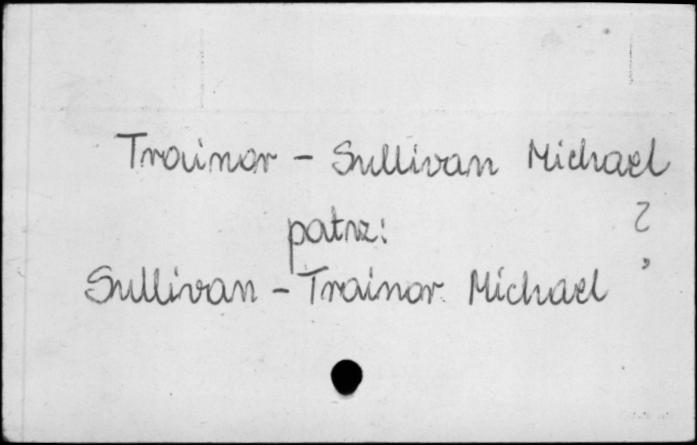 Trainor - Sullivan Michael
patrz:
Sullivan - Trainor Michael